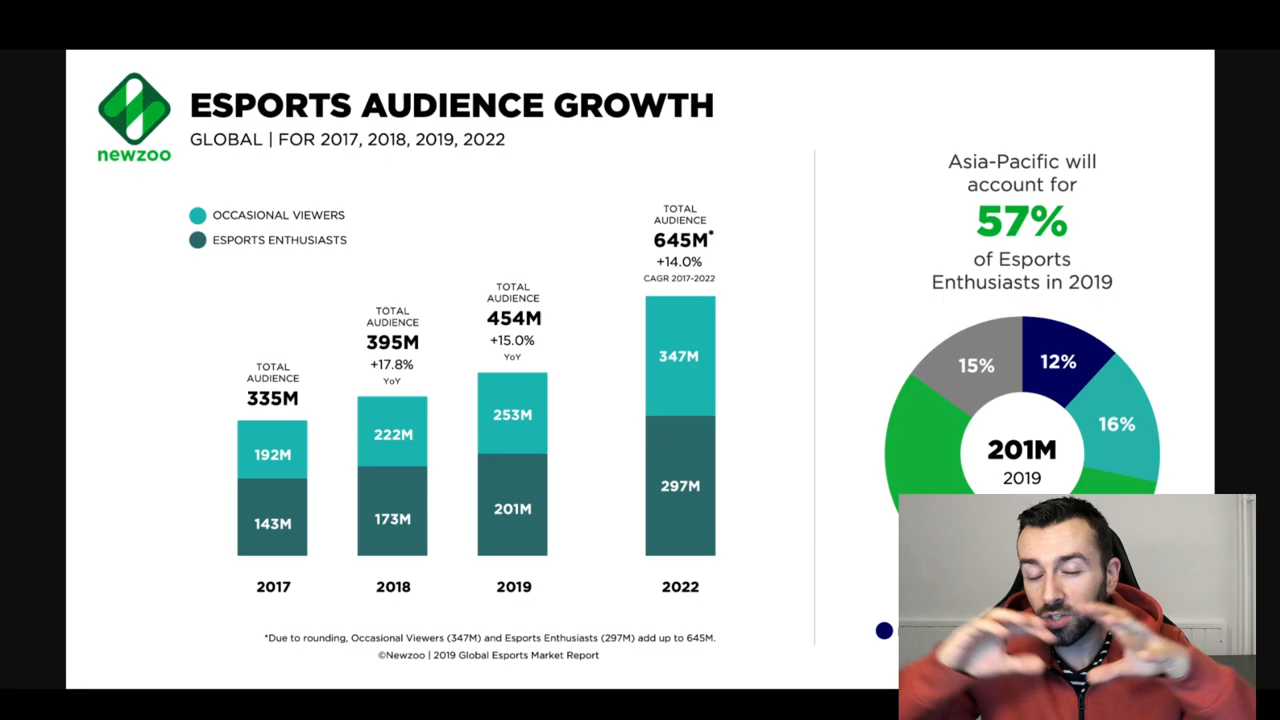 newzoo
ESPORTS AUDIENCE GROWTH
GLOBAL | FOR 2017, 2018, 2019, 2022
OCCASIONAL VIEWERS
ESPORTS ENTHUSIASTS
TOTAL
AUDIENCE
335M
192M
143M
2017
TOTAL
AUDIENCE
395M
+17.8%
YoY
222M
173M
2018
TOTAL
AUDIENCE
454M
+15.0%
YoY
253M
201M
2019
TOTAL
AUDIENCE
645M*
+14.0%
CAGR 2017-2022
347M
297M
2022
*Due to rounding, Occasional Viewers (347M) and Esports Enthusiasts (297M) add up to 645M.
©Newzoo | 2019 Global Esports Market Report
Asia-Pacific will
account for
57%
of Esports
Enthusiasts in 2019
15%
12%
16%
201M
2019